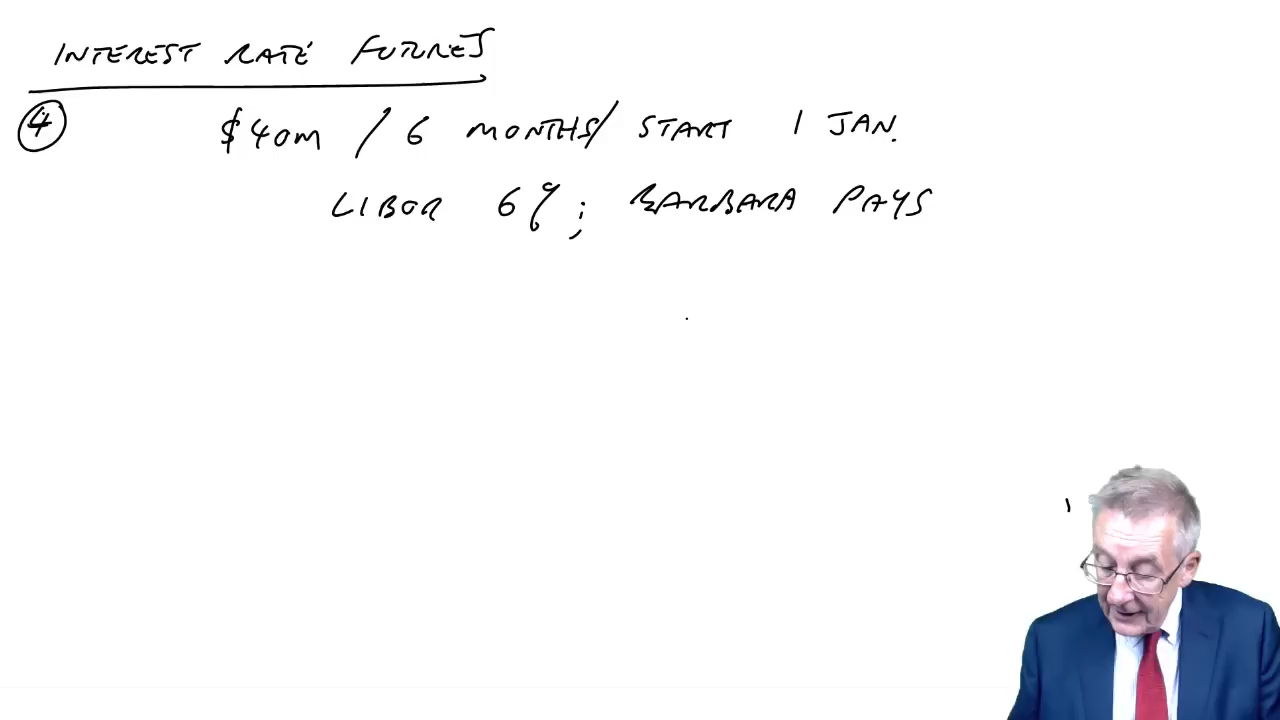 INTEREST RATE FUTURES
④ $40M / 6 MONTHS / START 1 JAN.
LIBOR 6%; BARBARA PAYS